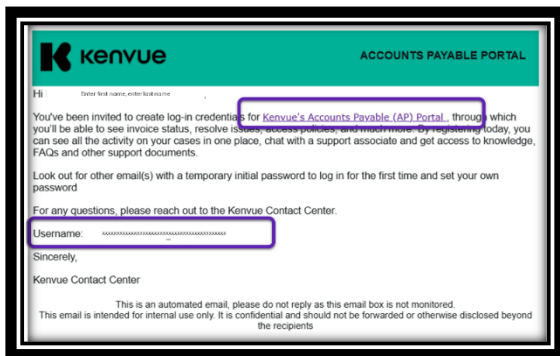 kenvue
ACCOUNTS PAYABLE PORTAL
Hi Enter first name, enter last name ,
You've been invited to create log-in credentials for Kenvue's Accounts Payable (AP) Portal , through which
you'll be able to see invoice status, resolve issues, access policies, and much more. By registering today, you
can see all the activity on your cases in one place, chat with a support associate and get access to knowledge,
FAQs and other support documents.
Look out for other email(s) with a temporary initial password to log in for the first time and set your own
password
For any questions, please reach out to the Kenvue Contact Center.
Username:
Sincerely,
Kenvue Contact Center
This is an automated email, please do not reply as this email box is not monitored.
This email is intended for internal use only. It is confidential and should not be forwarded or otherwise disclosed beyond
the recipients